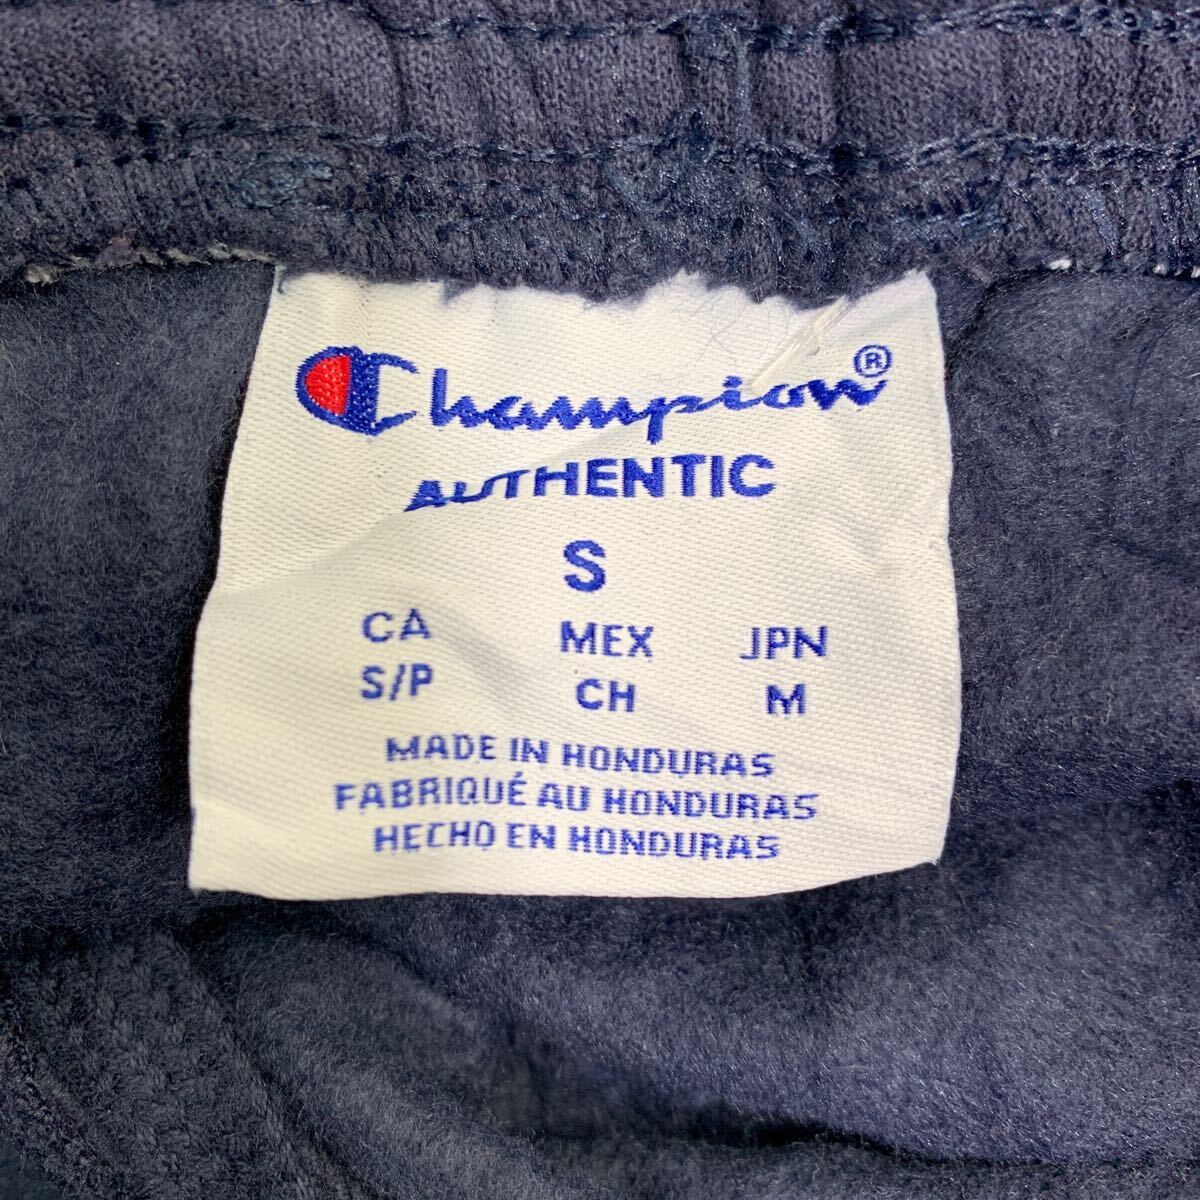 Champion®
AUTHENTIC
S
CA MEX JPN
S/P CH M
MADE IN HONDURAS
FABRIQUÉ AU HONDURAS
HECHO EN HONDURAS